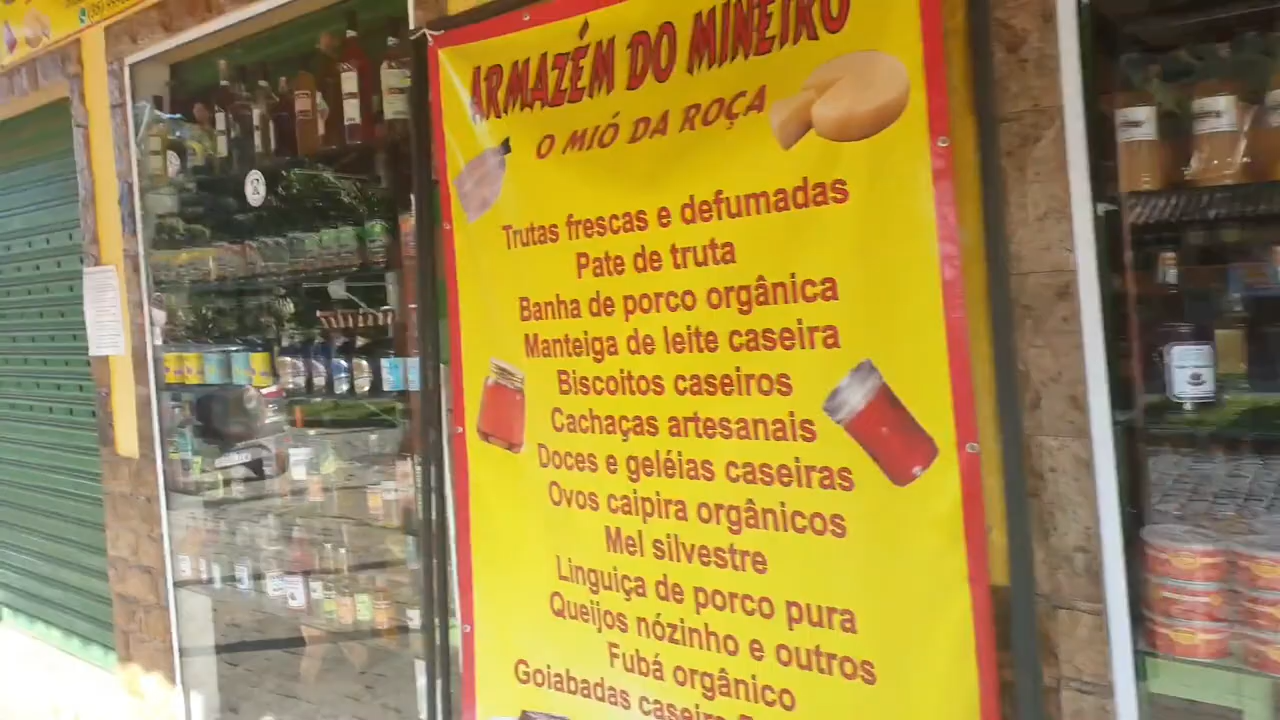 ARMAZÉM DO MINEIRO
O MIÓ DA ROÇA
Trutas frescas e defumadas
Pate de truta
Banha de porco orgânica
Manteiga de leite caseira
Biscoitos caseiros
Cachaças artesanais
Doces e geléias caseiras
Ovos caipira orgânicos
Mel silvestre
Linguiça de porco pura
Queijos nózinho e outros
Fubá orgânico
Goiabadas